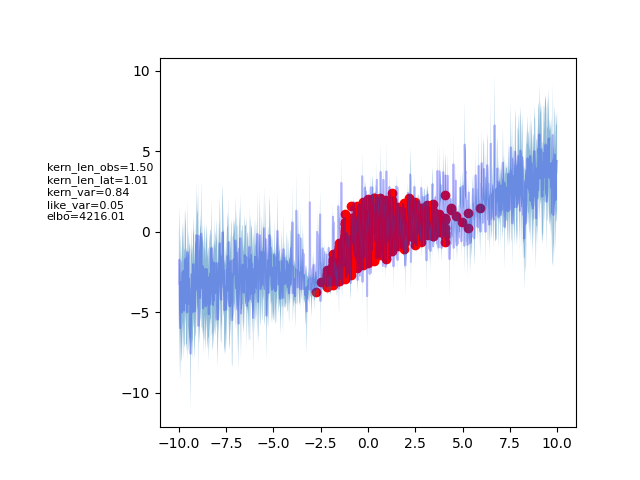 10
5
0
−5
−10
kern_len_obs=1.50
kern_len_lat=1.01
kern_var=0.84
like_var=0.05
elbo=4216.01
−10.0 −7.5 −5.0 −2.5 0.0 2.5 5.0 7.5 10.0